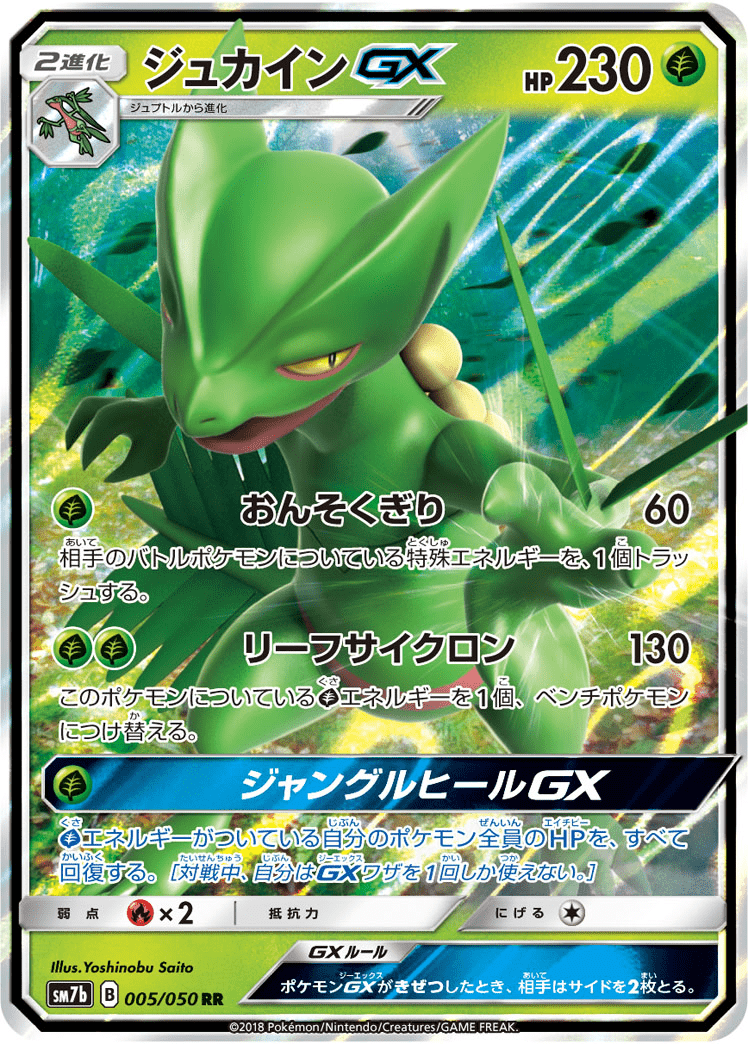 2進化 ジュカインGX HP230
ジュプトルから進化
おんそくぎり 60
相手のバトルポケモンについている特殊エネルギーを、1個トラッ
シュする。
リーフサイクロン 130
このポケモンについているエネルギーを1個、ベンチポケモン
につけ替える。
ジャングルヒールGX
エネルギーがついている自分のポケモン全員のHPを、すべて
回復する。[対戦中、自分はGXワザを1回しか使えない。]
弱点 ×2 抵抗力 にげる
GXルール
ポケモンGXがきぜつしたとき、相手はサイドを2枚とる。
Illus.Yoshinobu Saito
SM7b B 005/050 RR
©2018 Pokémon/Nintendo/Creatures/GAME FREAK.